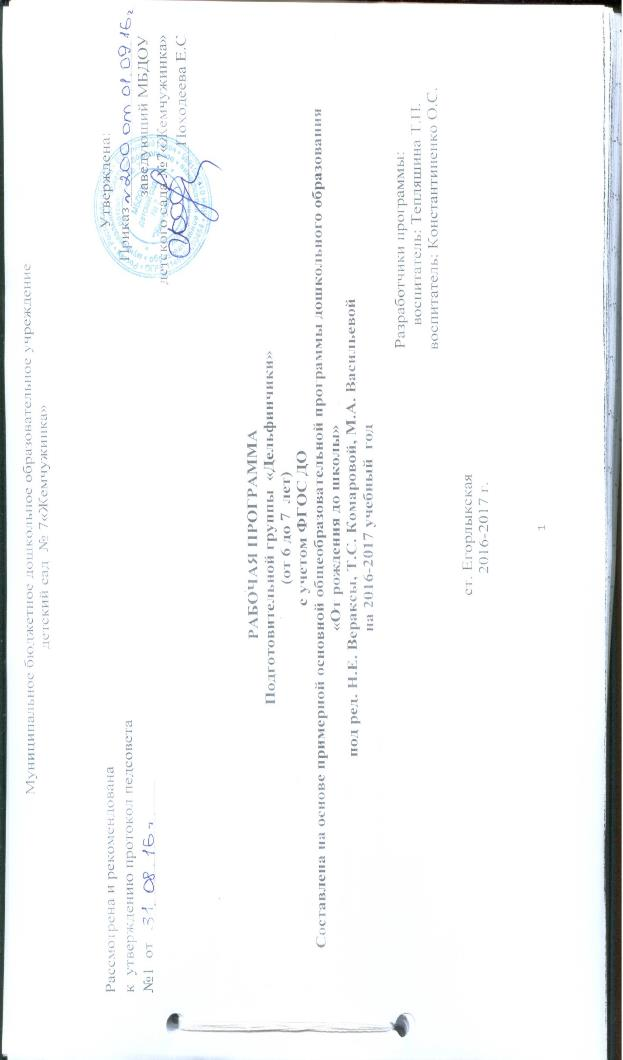 Муниципальное бюджетное дошкольное образовательное учреждение
детский сад № 7«Жемчужинка»
Рассмотрена и рекомендована
к утверждению протокол педсовета
№1 от 31. 08. 16 г
Утверждена:
Приказ №200 от 01.09.16г
заведующий МБДОУ
детского сада №7«Жемчужинка»
Походеева Е.С
РАБОЧАЯ ПРОГРАММА
Подготовительной группы «Дельфинчики»
(от 6 до 7 лет)
с учетом ФГОС ДО
Составлена на основе примерной основной общеобразовательной программы дошкольного образования
«От рождения до школы»
под ред. Н.Е. Вераксы, Т.С. Комаровой, М.А. Васильевой
на 2016-2017 учебный год
Разработчики программы:
воспитатель: Тепляшина Т.П.
воспитатель: Константиненко О.С.
ст. Егорлыкская
2016-2017 г.
1